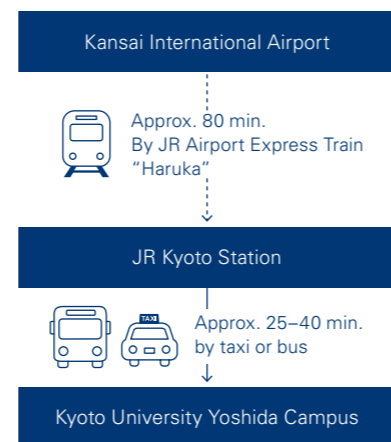 Kansai International Airport
Approx. 80 min.
By JR Airport Express Train
“Haruka”
JR Kyoto Station
TAXI
Approx. 25–40 min.
by taxi or bus
Kyoto University Yoshida Campus